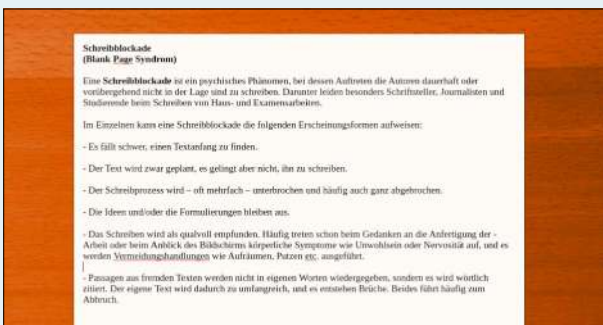 Schreibblockade
(Blank Page Syndrom)
Eine Schreibblockade ist ein psychisches Phänomen, bei dessen Auftreten die Autoren dauerhaft oder
vorübergehend nicht in der Lage sind zu schreiben. Darunter leiden besonders Schriftsteller, Journalisten und
Studierende beim Schreiben von Haus- und Examensarbeiten.
Im Einzelnen kann eine Schreibblockade die folgenden Erscheinungsformen aufweisen:
- Es fällt schwer, einen Textanfang zu finden.
- Der Text wird zwar geplant, es gelingt aber nicht, ihn zu schreiben.
- Der Schreibprozess wird – oft mehrfach – unterbrochen und häufig auch ganz abgebrochen.
- Die Ideen und/oder die Formulierungen bleiben aus.
- Das Schreiben wird als qualvoll empfunden. Häufig treten schon beim Gedanken an die Anfertigung der -
Arbeit oder beim Anblick des Bildschirms körperliche Symptome wie Unwohlsein oder Nervosität auf, und es
werden Vermeidungshandlungen wie Aufräumen, Putzen etc. ausgeführt.
- Passagen aus fremden Texten werden nicht in eigenen Worten wiedergegeben, sondern es wird wörtlich
zitiert. Der eigene Text wird dadurch zu umfangreich, und es entstehen Brüche. Beides führt häufig zum
Abbruch.